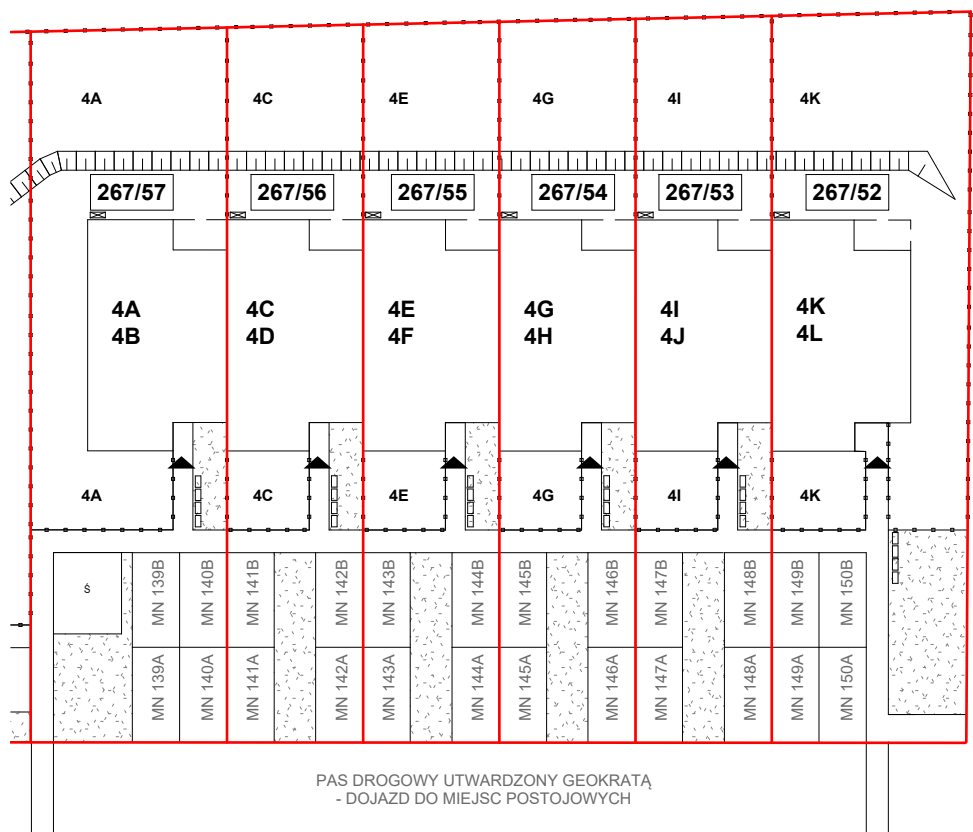 4A
4C
4E
4G
4I
4K
267/57
267/56
267/55
267/54
267/53
267/52
4A
4B
4C
4D
4E
4F
4G
4H
4I
4J
4K
4L
4A
4C
4E
4G
4I
4K
Ś
MN 139B
MN 140B
MN 141B
MN 142B
MN 143B
MN 144B
MN 145B
MN 146B
MN 147B
MN 148B
MN 149B
MN 150B
MN 139A
MN 140A
MN 141A
MN 142A
MN 143A
MN 144A
MN 145A
MN 146A
MN 147A
MN 148A
MN 149A
MN 150A
PAS DROGOWY UTWARDZONY GEOKRATĄ
- DOJAZD DO MIEJSC POSTOJOWYCH